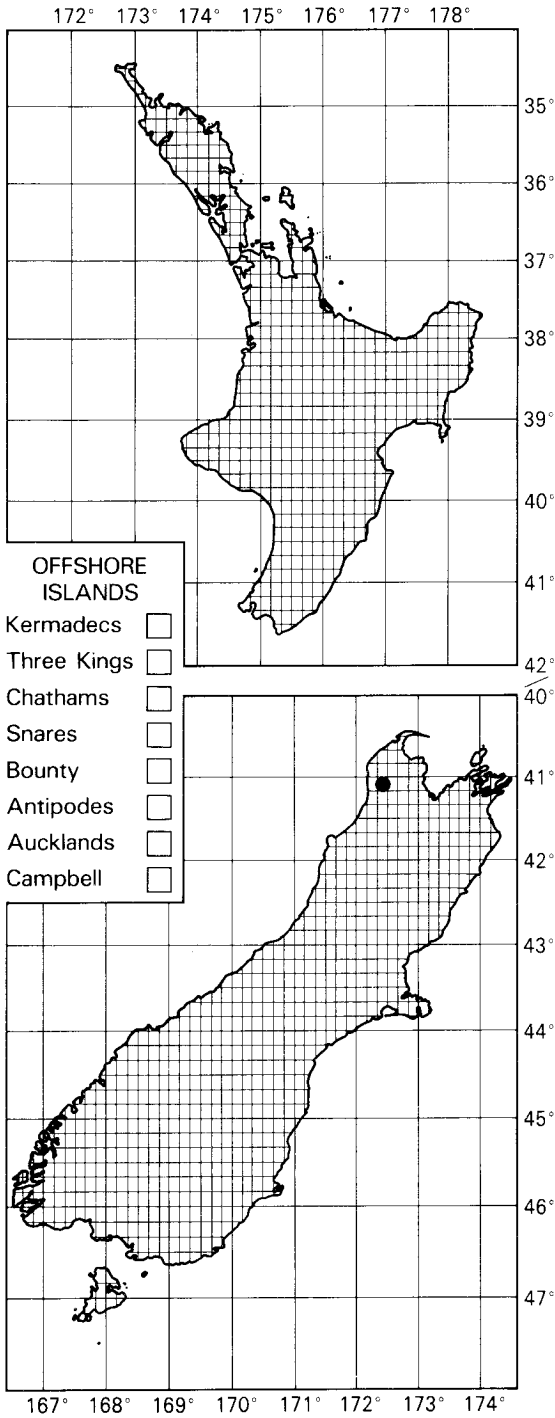 172° 173° 174° 175° 176° 177° 178°
35°
36°
37°
38°
39°
40°
41°
42°
OFFSHORE
ISLANDS
Kermadecs
Three Kings
Chathams
Snares
Bounty
Antipodes
Aucklands
Campbell
40°
41°
42°
43°
44°
45°
46°
47°
167° 168° 169° 170° 171° 172° 173° 174°